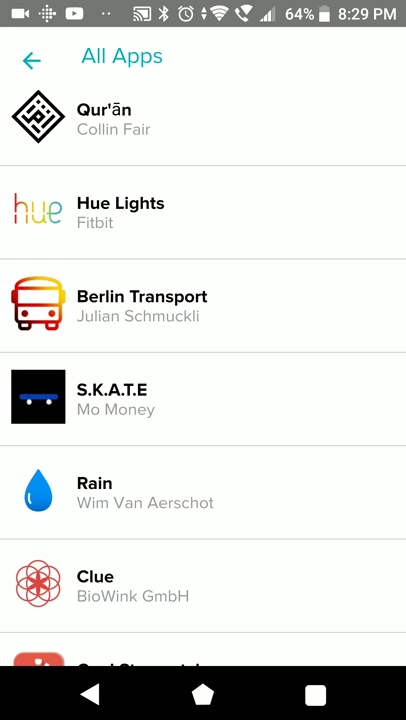 64% 8:29 PM
All Apps
Qur'ān
Collin Fair
hue
Hue Lights
Fitbit
Berlin Transport
Julian Schmuckli
S.K.A.T.E
Mo Money
Rain
Wim Van Aerschot
Clue
BioWink GmbH